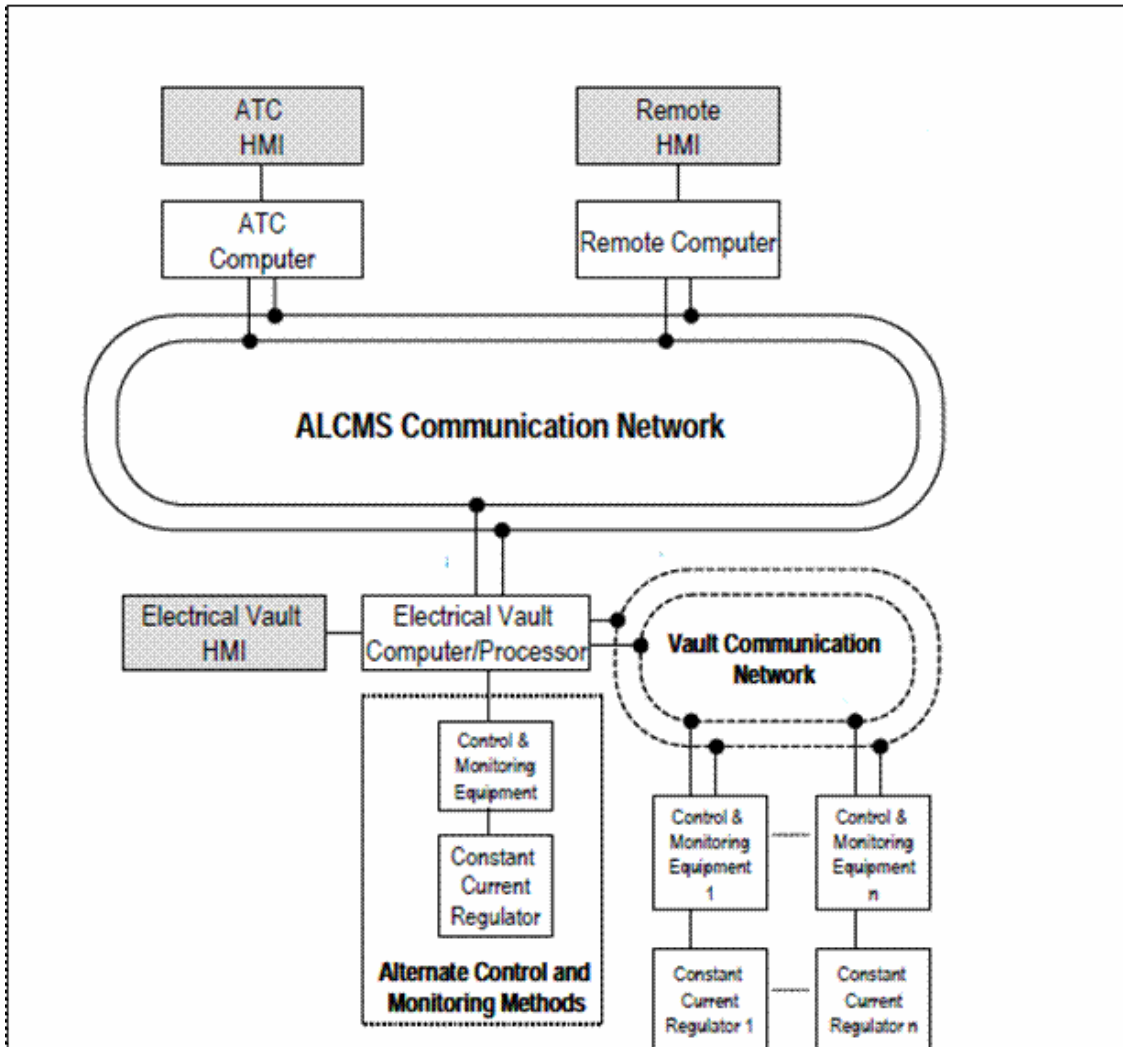 ATC
HMI
Remote
HMI
ATC
Computer
Remote Computer
ALCMS Communication Network
Electrical Vault
HMI
Electrical Vault
Computer/Processor
Vault Communication
Network
Control &
Monitoring
Equipment
Constant
Current
Regulator
Alternate Control and
Monitoring Methods
Control &
Monitoring
Equipment
1
Control &
Monitoring
Equipment
n
Constant
Current
Regulator 1
Constant
Current
Regulator n